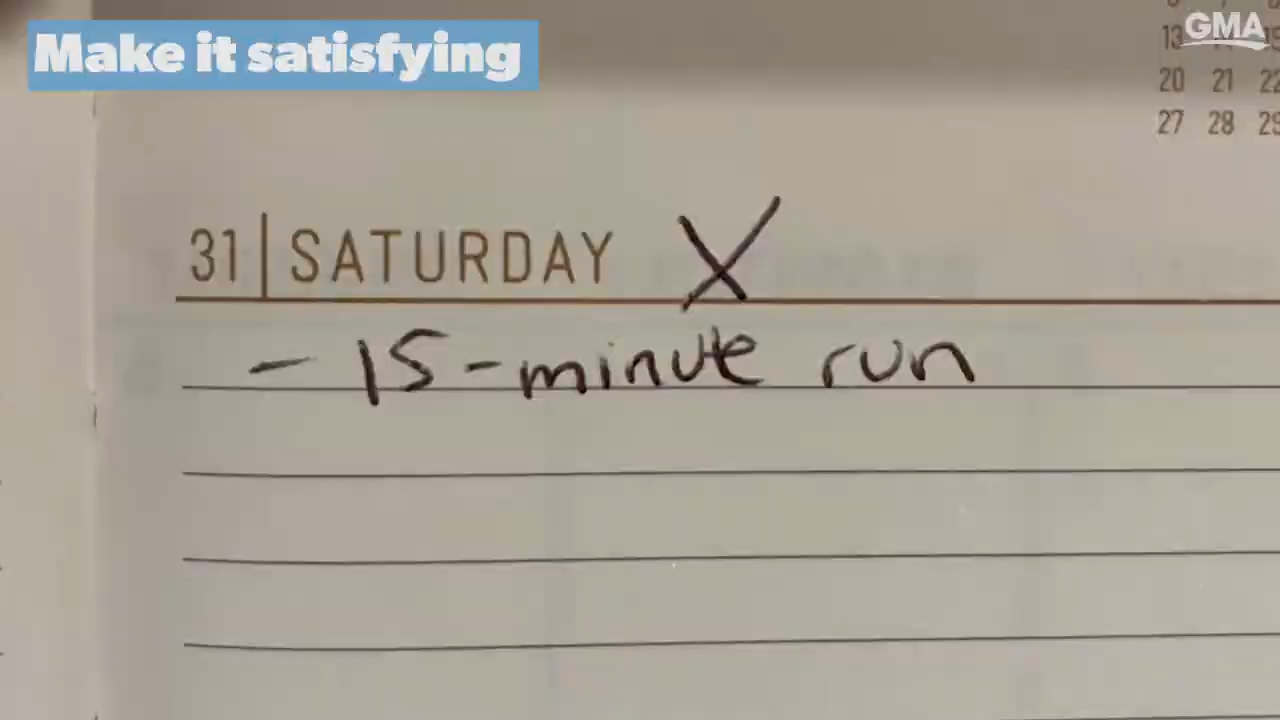 Make it satisfying
GMA
13
20 21 22
27 28 29
31 SATURDAY X
- 15-minute run